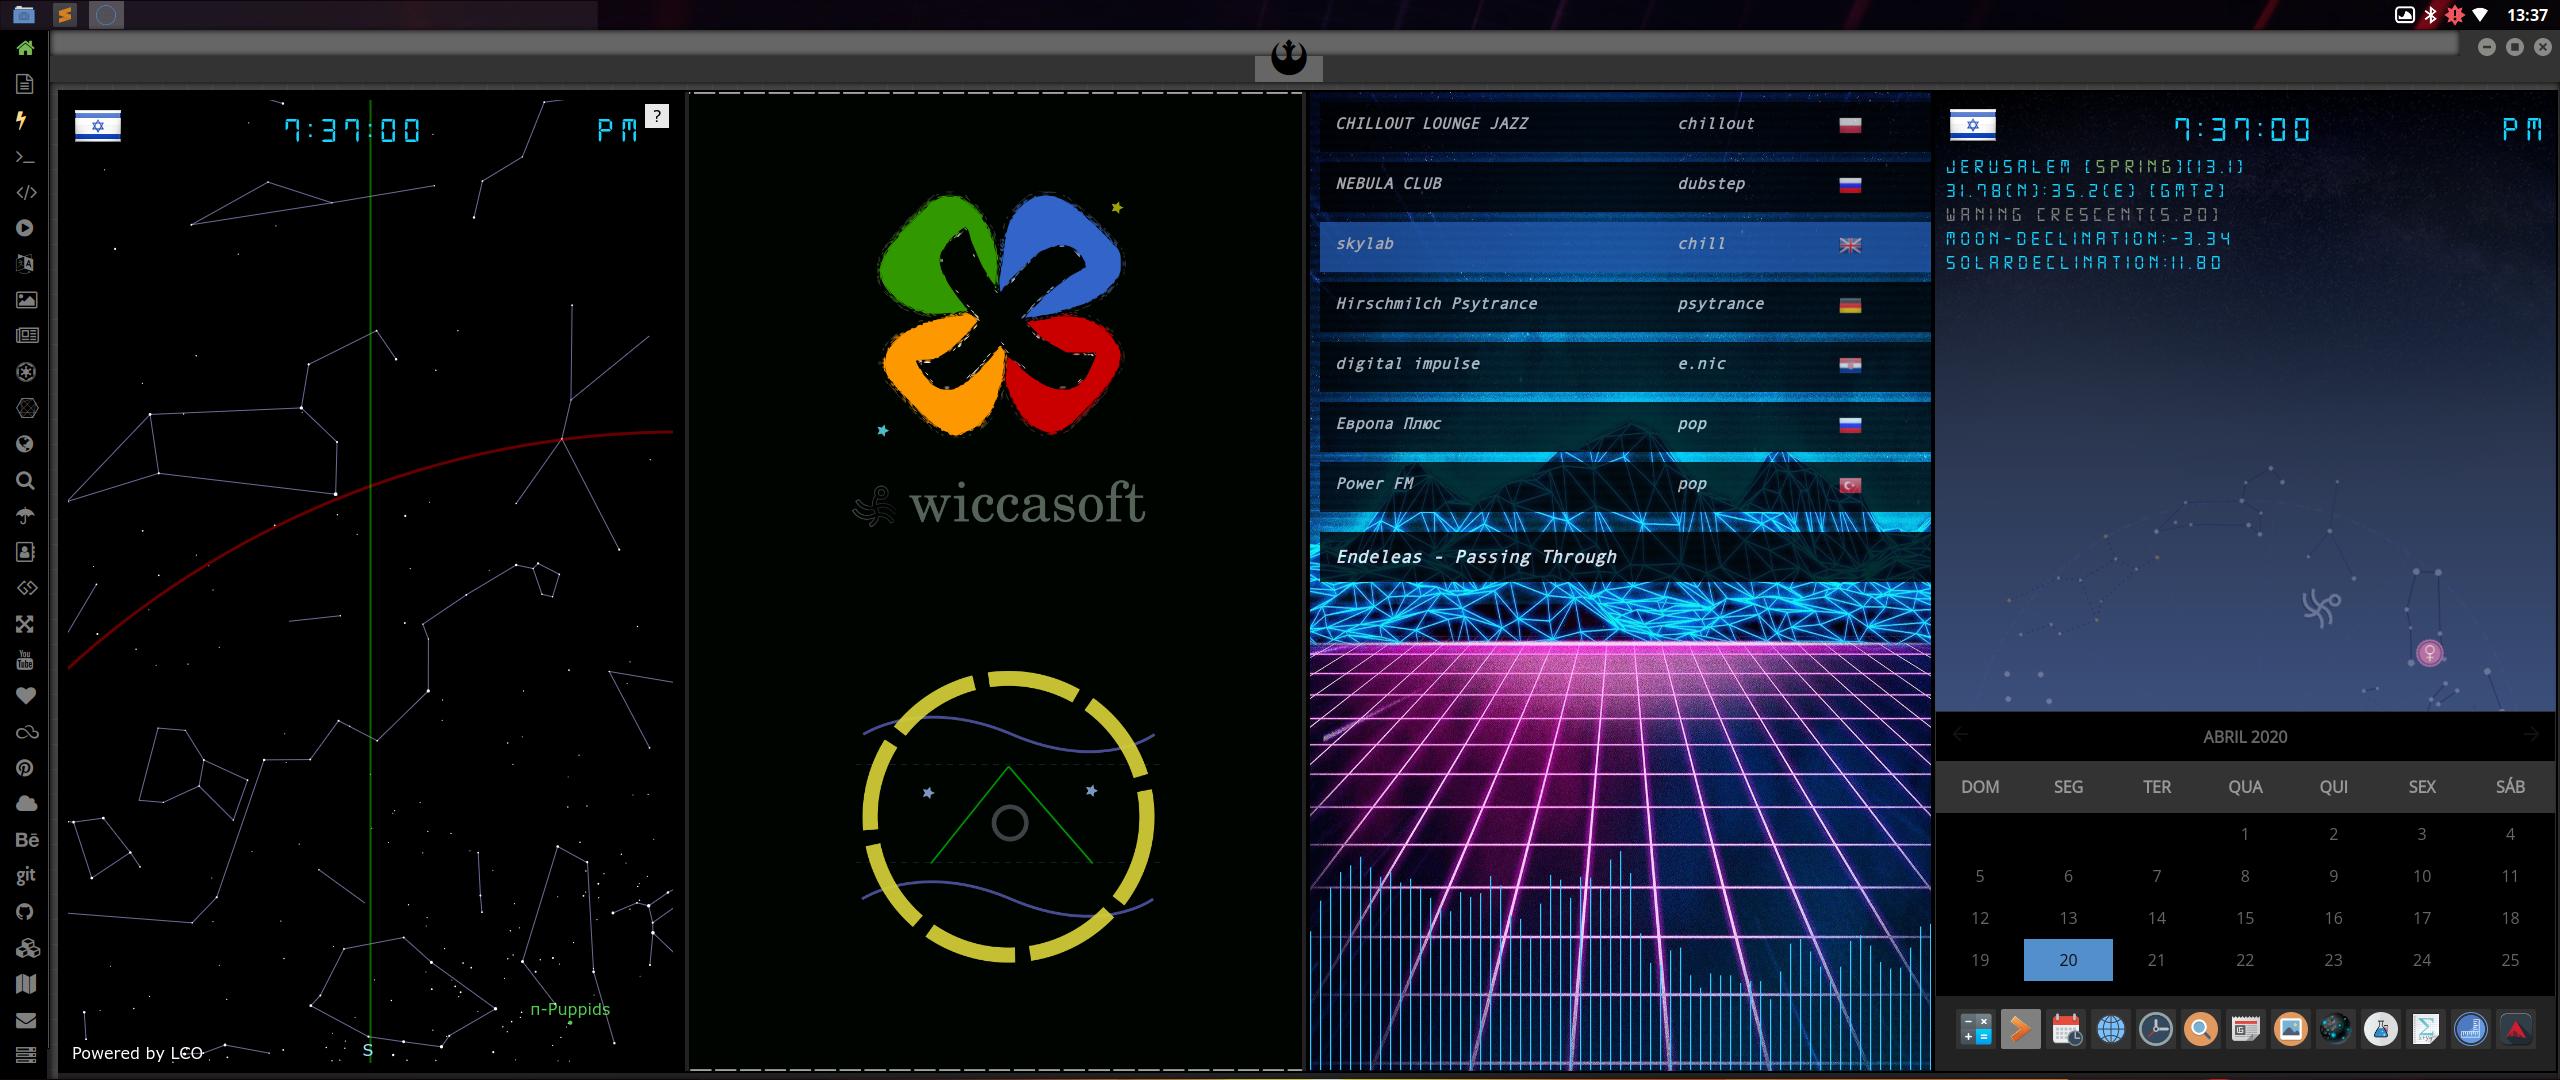 13:37
You
Tube
Bē
git
7:37:00 PM
?
π-Puppids
S
Powered by LCO
wiccasoft
CHILLOUT LOUNGE JAZZ chillout
NEBULA CLUB dubstep
skylab chill
Hirschmilch Psytrance psytrance
digital impulse e.nic
Европа Плюс pop
Power FM pop
Endeleas - Passing Through
7:37:00 PM
JERUSALEM [SPRING][13.1]
31.78(N):35.2(E) [GMT2]
WANING CRESCENT[5.20]
MOON-DECLINATION:-3.34
SOLARDECLINATION:11.80
ABRIL 2020
DOM SEG TER QUA QUI SEX SÁB
1 2 3 4
5 6 7 8 9 10 11
12 13 14 15 16 17 18
19 20 21 22 23 24 25